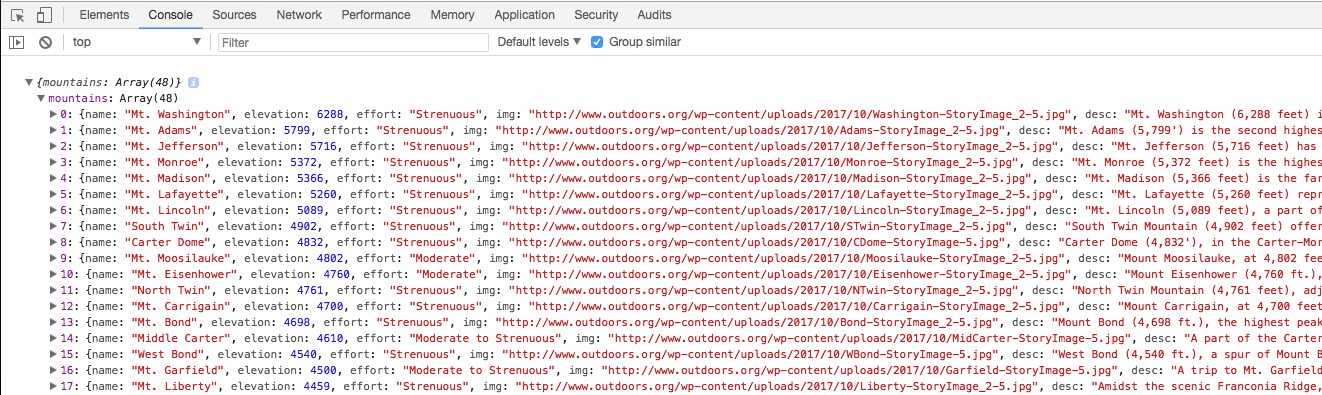 Elements Console Sources Network Performance Memory Application Security Audits
top Filter Default levels Group similar
{mountains: Array(48)} i
mountains: Array(48)
0: {name: "Mt. Washington", elevation: 6288, effort: "Strenuous", img: "http://www.outdoors.org/wp-content/uploads/2017/10/Washington-StoryImage_2-5.jpg", desc: "Mt. Washington (6,288 feet) i
1: {name: "Mt. Adams", elevation: 5799, effort: "Strenuous", img: "http://www.outdoors.org/wp-content/uploads/2017/10/Adams-StoryImage_2-5.jpg", desc: "Mt. Adams (5,799') is the second highes
2: {name: "Mt. Jefferson", elevation: 5716, effort: "Strenuous", img: "http://www.outdoors.org/wp-content/uploads/2017/10/Jefferson-StoryImage_2-5.jpg", desc: "Mt. Jefferson (5,716 feet) has
3: {name: "Mt. Monroe", elevation: 5372, effort: "Strenuous", img: "http://www.outdoors.org/wp-content/uploads/2017/10/Monroe-StoryImage_2-5.jpg", desc: "Mt. Monroe (5,372 feet) is the highes
4: {name: "Mt. Madison", elevation: 5366, effort: "Strenuous", img: "http://www.outdoors.org/wp-content/uploads/2017/10/Madison-StoryImage_2-5.jpg", desc: "Mt. Madison (5,366 feet) is the far
5: {name: "Mt. Lafayette", elevation: 5260, effort: "Strenuous", img: "http://www.outdoors.org/wp-content/uploads/2017/10/Lafayette-StoryImage_2-5.jpg", desc: "Mt. Lafayette (5,260 feet) repr
6: {name: "Mt. Lincoln", elevation: 5089, effort: "Strenuous", img: "http://www.outdoors.org/wp-content/uploads/2017/10/Lincoln-StoryImage_2-5.jpg", desc: "Mt. Lincoln (5,089 feet), a part of
7: {name: "South Twin", elevation: 4902, effort: "Strenuous", img: "http://www.outdoors.org/wp-content/uploads/2017/10/STwin-StoryImage_2-5.jpg", desc: "South Twin Mountain (4,902 feet) offer
8: {name: "Carter Dome", elevation: 4832, effort: "Strenuous", img: "http://www.outdoors.org/wp-content/uploads/2017/10/CDome-StoryImage-5.jpg", desc: "Carter Dome (4,832'), in the Carter-Mor
9: {name: "Mt. Moosilauke", elevation: 4802, effort: "Moderate", img: "http://www.outdoors.org/wp-content/uploads/2017/10/Moosilauke-StoryImage_2-5.jpg", desc: "Mount Moosilauke, at 4,802 fee
10: {name: "Mt. Eisenhower", elevation: 4760, effort: "Moderate", img: "http://www.outdoors.org/wp-content/uploads/2017/10/Eisenhower-StoryImage_2-5.jpg", desc: "Mount Eisenhower (4,760 ft.),
11: {name: "North Twin", elevation: 4761, effort: "Strenuous", img: "http://www.outdoors.org/wp-content/uploads/2017/10/NTwin-StoryImage_2-5.jpg", desc: "North Twin Mountain (4,761 feet), adj
12: {name: "Mt. Carrigain", elevation: 4700, effort: "Strenuous", img: "http://www.outdoors.org/wp-content/uploads/2017/10/Carrigain-StoryImage_2-5.jpg", desc: "Mount Carrigain, at 4,700 feet
13: {name: "Mt. Bond", elevation: 4698, effort: "Strenuous", img: "http://www.outdoors.org/wp-content/uploads/2017/10/Bond-StoryImage_2-5.jpg", desc: "Mount Bond (4,698 ft.), the highest peak
14: {name: "Middle Carter", elevation: 4610, effort: "Moderate to Strenuous", img: "http://www.outdoors.org/wp-content/uploads/2017/10/MidCarter-StoryImage-5.jpg", desc: "A part of the Carter
15: {name: "West Bond", elevation: 4540, effort: "Strenuous", img: "http://www.outdoors.org/wp-content/uploads/2017/10/WBond-StoryImage-5.jpg", desc: "West Bond (4,540 ft.), a spur of Mount B
16: {name: "Mt. Garfield", elevation: 4500, effort: "Moderate to Strenuous", img: "http://www.outdoors.org/wp-content/uploads/2017/10/Garfield-StoryImage-5.jpg", desc: "A trip to Mt. Garfield
17: {name: "Mt. Liberty", elevation: 4459, effort: "Strenuous", img: "http://www.outdoors.org/wp-content/uploads/2017/10/Liberty-StoryImage_2-5.jpg", desc: "Amidst the scenic Franconia Ridge,